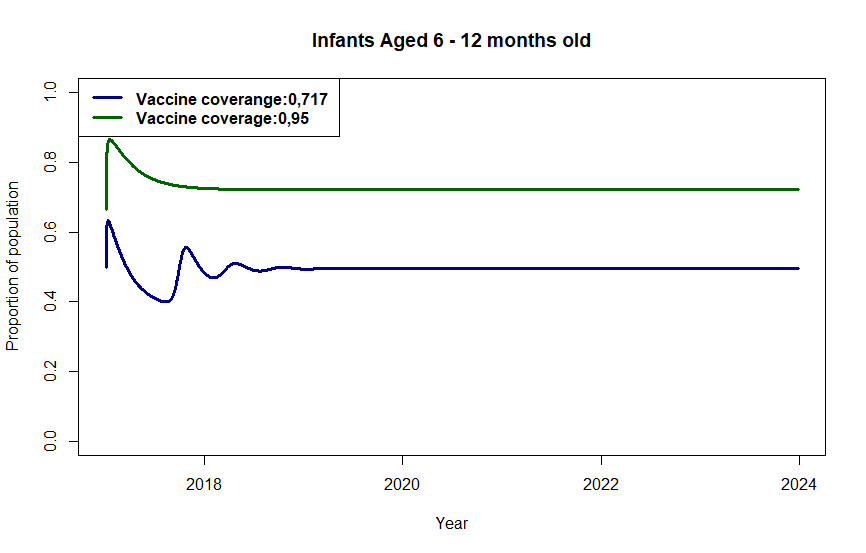 Infants Aged 6 - 12 months old
Vaccine coverange:0,717
Vaccine coverage:0,95
Proportion of population
1.0
0.8
0.6
0.4
0.2
0.0
2018 2020 2022 2024
Year